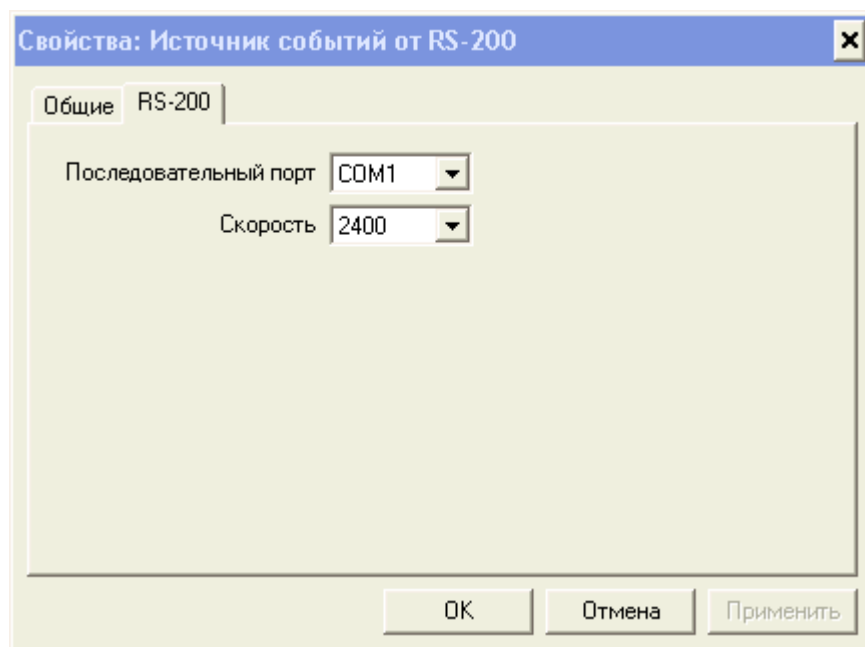 Свойства: Источник событий от RS-200
Общие RS-200
Последовательный порт COM1
Скорость 2400
OK Отмена Применить